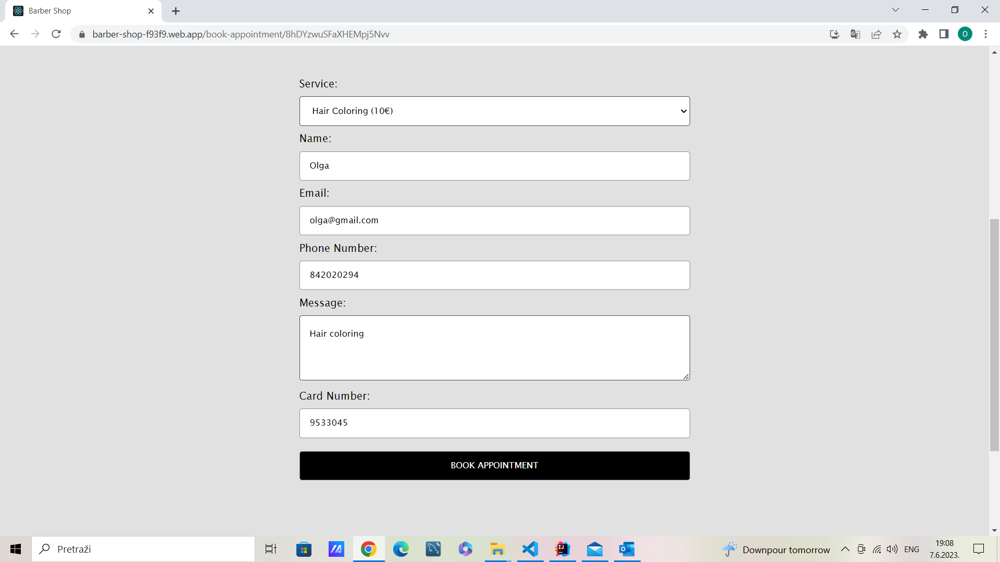 Barber Shop
barber-shop-f93f9.web.app/book-appointment/8hDYzwuSFaXHEMpj5Nvv
O
Service:
Hair Coloring (10€)
Name:
Olga
Email:
olga@gmail.com
Phone Number:
842020294
Message:
Hair coloring
Card Number:
9533045
BOOK APPOINTMENT
Pretraži
Downpour tomorrow
ENG
19:08
7.6.2023.